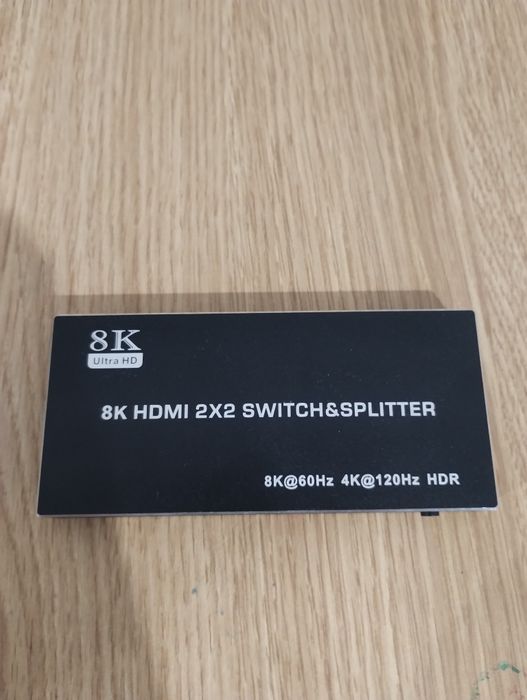 8K
Ultra HD
8K HDMI 2X2 SWITCH&SPLITTER
8K@60Hz 4K@120Hz HDR